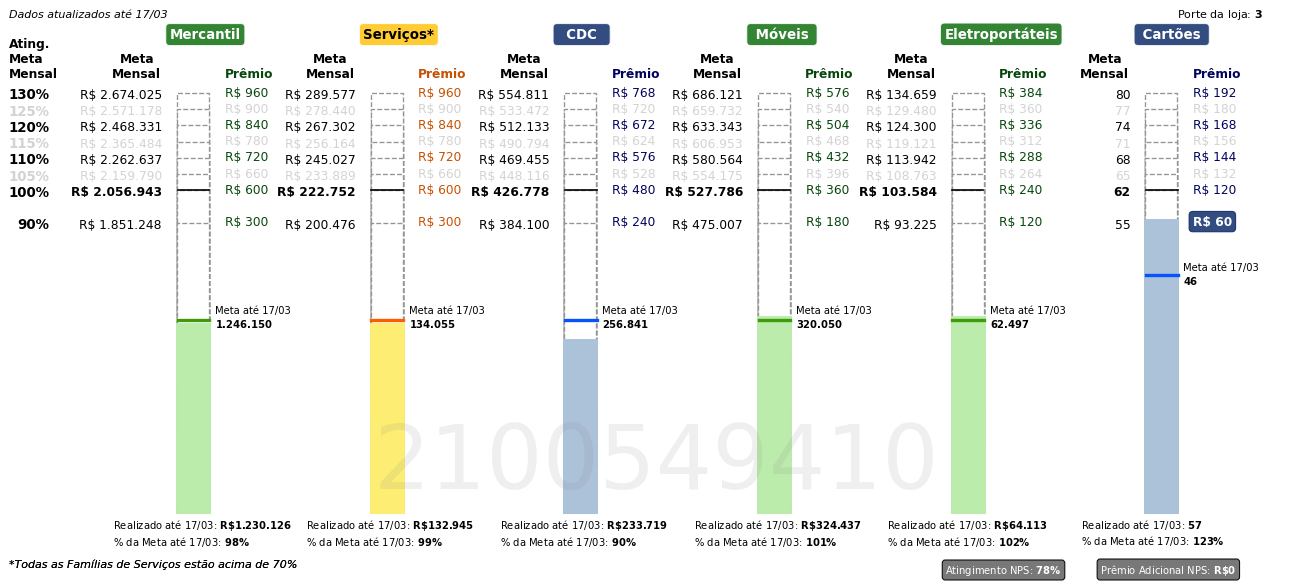 Dados atualizados até 17/03 Porte da loja: 3
Mercantil Serviços* CDC Móveis Eletroportáteis Cartões
Ating. Meta Mensal
Meta Mensal Prêmio Meta Mensal Prêmio Meta Mensal Prêmio Meta Mensal Prêmio Meta Mensal Prêmio Meta Mensal Prêmio
130% R$ 2.674.025 R$ 960 R$ 289.577 R$ 960 R$ 554.811 R$ 768 R$ 686.121 R$ 576 R$ 134.659 R$ 384 80 R$ 192
125% R$ 2.571.178 R$ 900 R$ 278.440 R$ 900 R$ 533.472 R$ 720 R$ 659.732 R$ 540 R$ 129.480 R$ 360 77 R$ 180
120% R$ 2.468.331 R$ 840 R$ 267.302 R$ 840 R$ 512.133 R$ 672 R$ 633.343 R$ 504 R$ 124.300 R$ 336 74 R$ 168
115% R$ 2.365.484 R$ 780 R$ 256.164 R$ 780 R$ 490.794 R$ 624 R$ 606.953 R$ 468 R$ 119.121 R$ 312 71 R$ 156
110% R$ 2.262.637 R$ 720 R$ 245.027 R$ 720 R$ 469.455 R$ 576 R$ 580.564 R$ 432 R$ 113.942 R$ 288 68 R$ 144
105% R$ 2.159.790 R$ 660 R$ 233.889 R$ 660 R$ 448.116 R$ 528 R$ 554.175 R$ 396 R$ 108.763 R$ 264 65 R$ 132
100% R$ 2.056.943 R$ 600 R$ 222.752 R$ 600 R$ 426.778 R$ 480 R$ 527.786 R$ 360 R$ 103.584 R$ 240 62 R$ 120
90% R$ 1.851.248 R$ 300 R$ 200.476 R$ 300 R$ 384.100 R$ 240 R$ 475.007 R$ 180 R$ 93.225 R$ 120 55 R$ 60
Meta até 17/03
46
Meta até 17/03 Meta até 17/03 Meta até 17/03 Meta até 17/03 Meta até 17/03
1.246.150 134.055 256.841 320.050 62.497
2100549410
Realizado até 17/03: R$1.230.126 Realizado até 17/03: R$132.945 Realizado até 17/03: R$233.719 Realizado até 17/03: R$324.437 Realizado até 17/03: R$64.113 Realizado até 17/03: 57
% da Meta até 17/03: 98% % da Meta até 17/03: 99% % da Meta até 17/03: 90% % da Meta até 17/03: 101% % da Meta até 17/03: 102% % da Meta até 17/03: 123%
*Todas as Famílias de Serviços estão acima de 70% Atingimento NPS: 78% Prêmio Adicional NPS: R$0